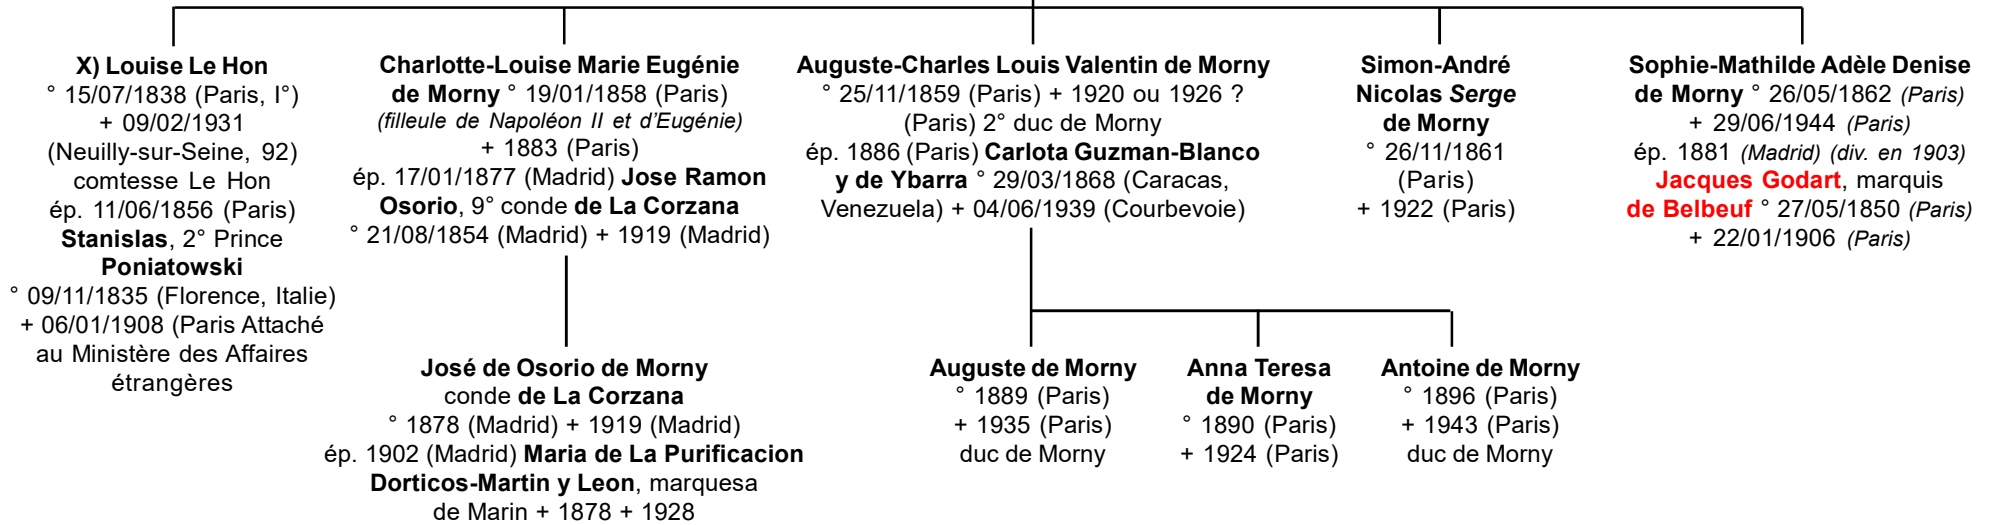 X) Louise Le Hon
° 15/07/1838 (Paris, I°)
+ 09/02/1931
(Neuilly-sur-Seine, 92)
comtesse Le Hon
ép. 11/06/1856 (Paris)
Stanislas, 2° Prince
Poniatowski
° 09/11/1835 (Florence, Italie)
+ 06/01/1908 (Paris Attaché
au Ministère des Affaires
étrangères
Charlotte-Louise Marie Eugénie
de Morny ° 19/01/1858 (Paris)
(filleule de Napoléon II et d'Eugénie)
+ 1883 (Paris)
ép. 17/01/1877 (Madrid) Jose Ramon
Osorio, 9° conde de La Corzana
° 21/08/1854 (Madrid) + 1919 (Madrid)
Auguste-Charles Louis Valentin de Morny
° 25/11/1859 (Paris) + 1920 ou 1926 ?
(Paris) 2° duc de Morny
ép. 1886 (Paris) Carlota Guzman-Blanco
y de Ybarra ° 29/03/1868 (Caracas,
Venezuela) + 04/06/1939 (Courbevoie)
Simon-André
Nicolas Serge
de Morny
° 26/11/1861
(Paris)
+ 1922 (Paris)
Sophie-Mathilde Adèle Denise
de Morny ° 26/05/1862 (Paris)
+ 29/06/1944 (Paris)
ép. 1881 (Madrid) (div. en 1903)
Jacques Godart, marquis
de Belbeuf ° 27/05/1850 (Paris)
+ 22/01/1906 (Paris)
José de Osorio de Morny
conde de La Corzana
° 1878 (Madrid) + 1919 (Madrid)
ép. 1902 (Madrid) Maria de La Purificacion
Dorticos-Martin y Leon, marquesa
de Marin + 1878 + 1928
Auguste de Morny
° 1889 (Paris)
+ 1935 (Paris)
duc de Morny
Anna Teresa
de Morny
° 1890 (Paris)
+ 1924 (Paris)
Antoine de Morny
° 1896 (Paris)
+ 1943 (Paris)
duc de Morny